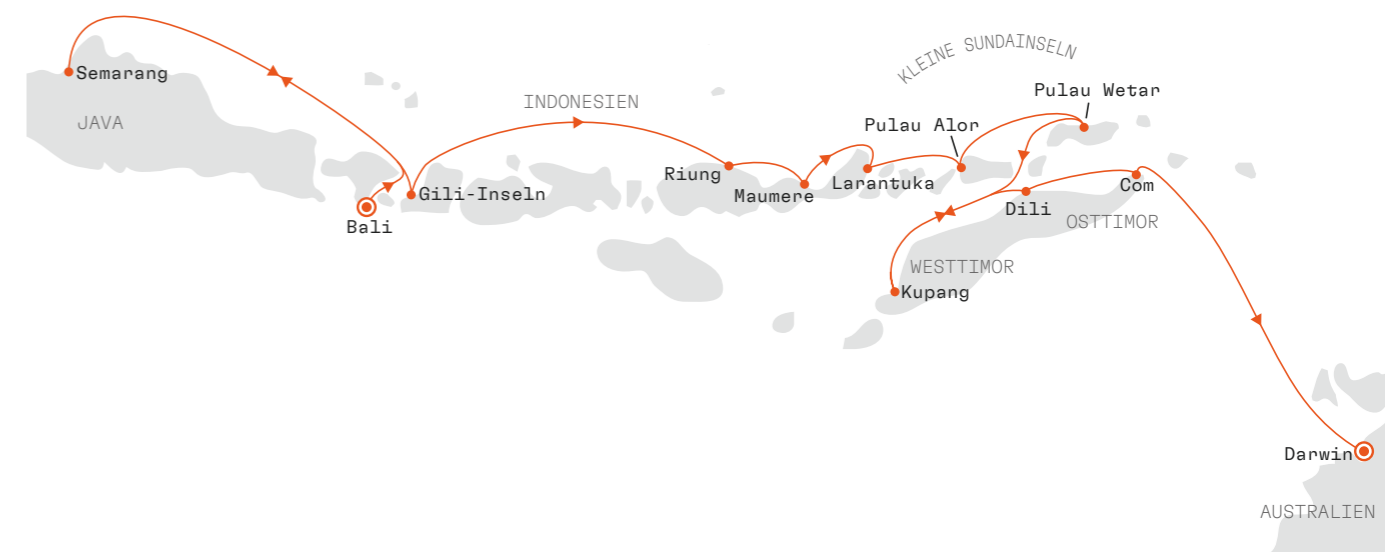 KLEINE SUNDAINSELN
Semarang
Pulau Wetar
INDONESIEN
JAVA
Pulau Alor
Riung
Larantuka
Com
Gili-Inseln
Maumere
Dili
Bali
OSTTIMOR
WESTTIMOR
Kupang
Darwin
AUSTRALIEN